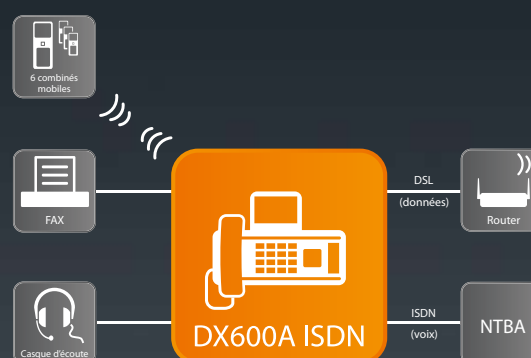 6 combinés
mobiles
FAX
DSL
(données)
Router
DX600A ISDN
ISDN
(voix)
NTBA
Casque d'écoute